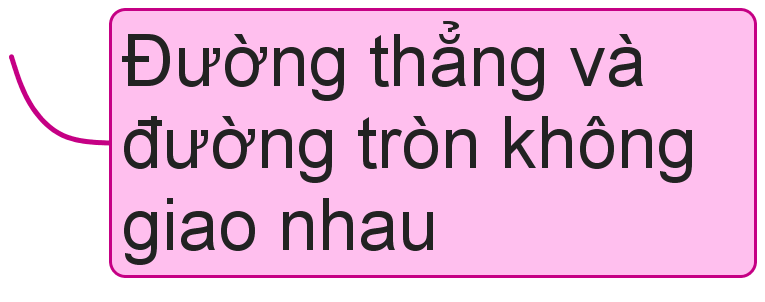 Đường thẳng và
đường tròn không
giao nhau